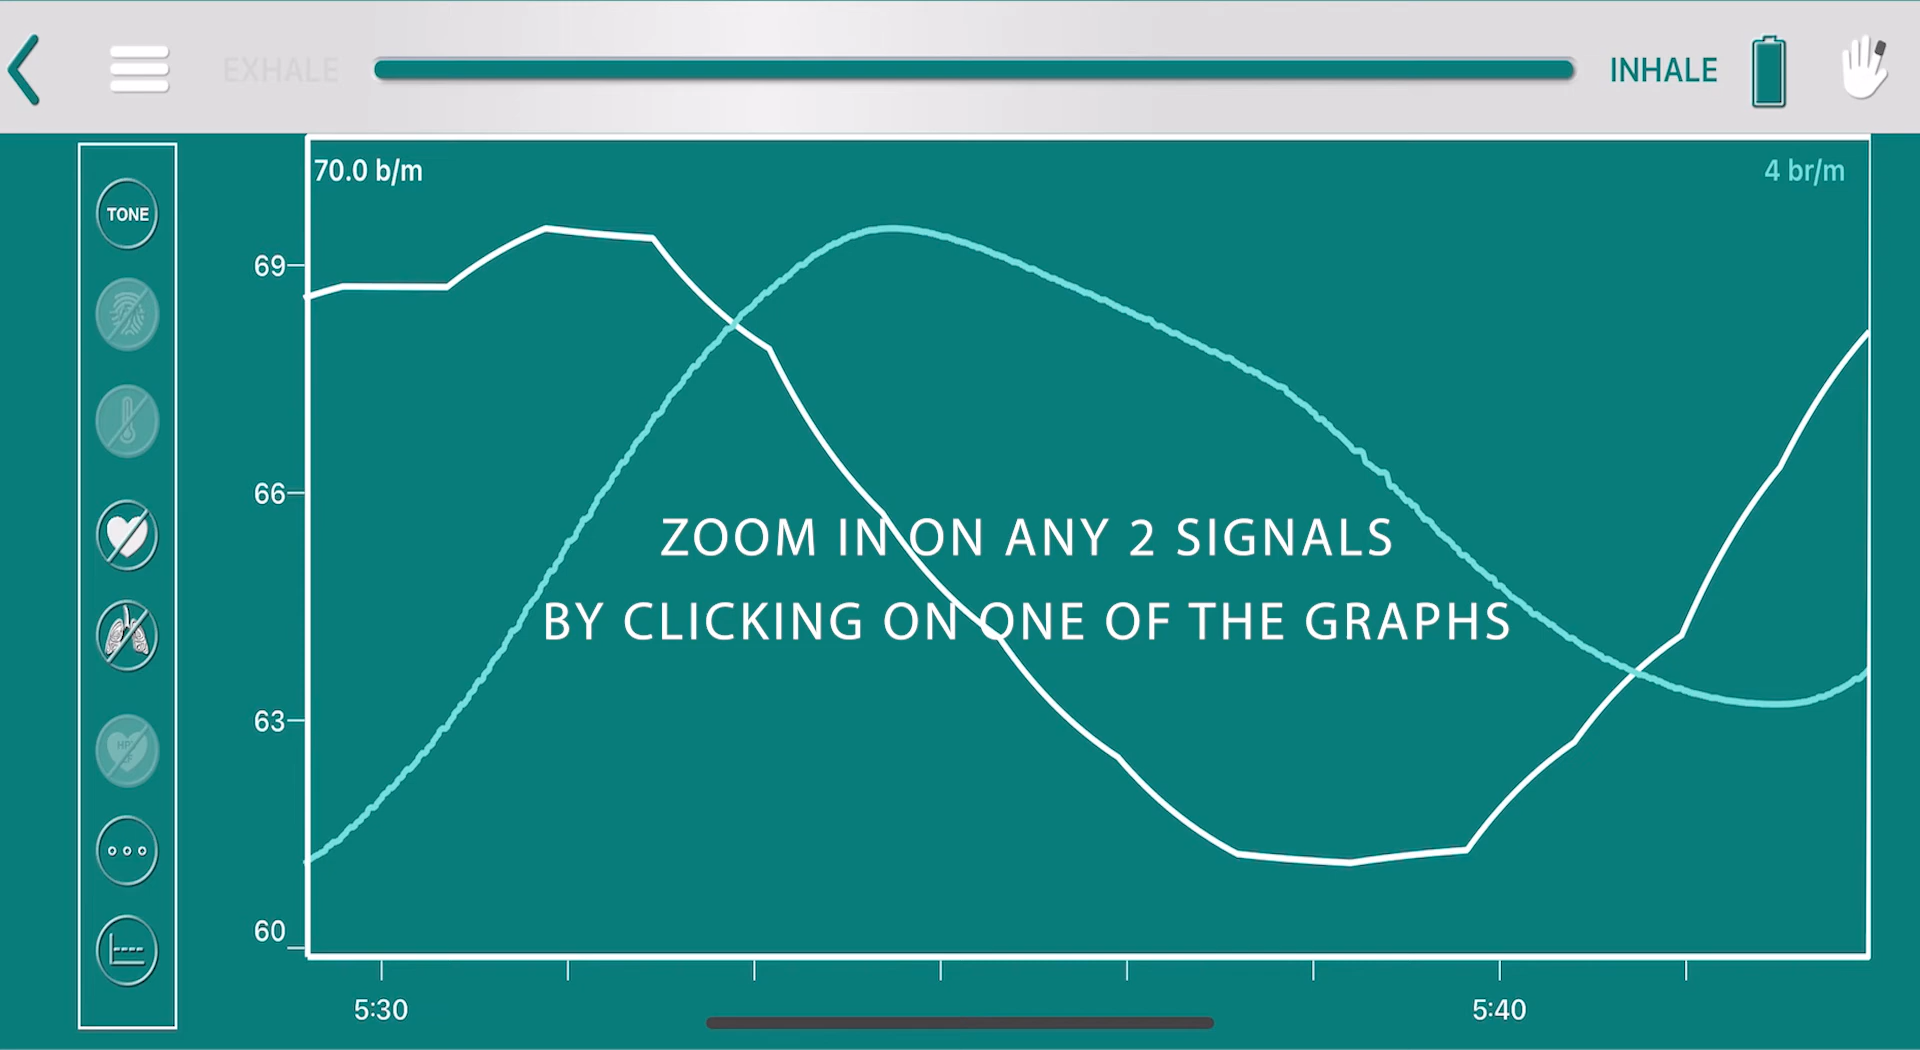 EXHALE
INHALE
TONE
70.0 b/m
4 br/m
69
66
63
60
ZOOM IN ON ANY 2 SIGNALS
BY CLICKING ON ONE OF THE GRAPHS
5:30
5:40